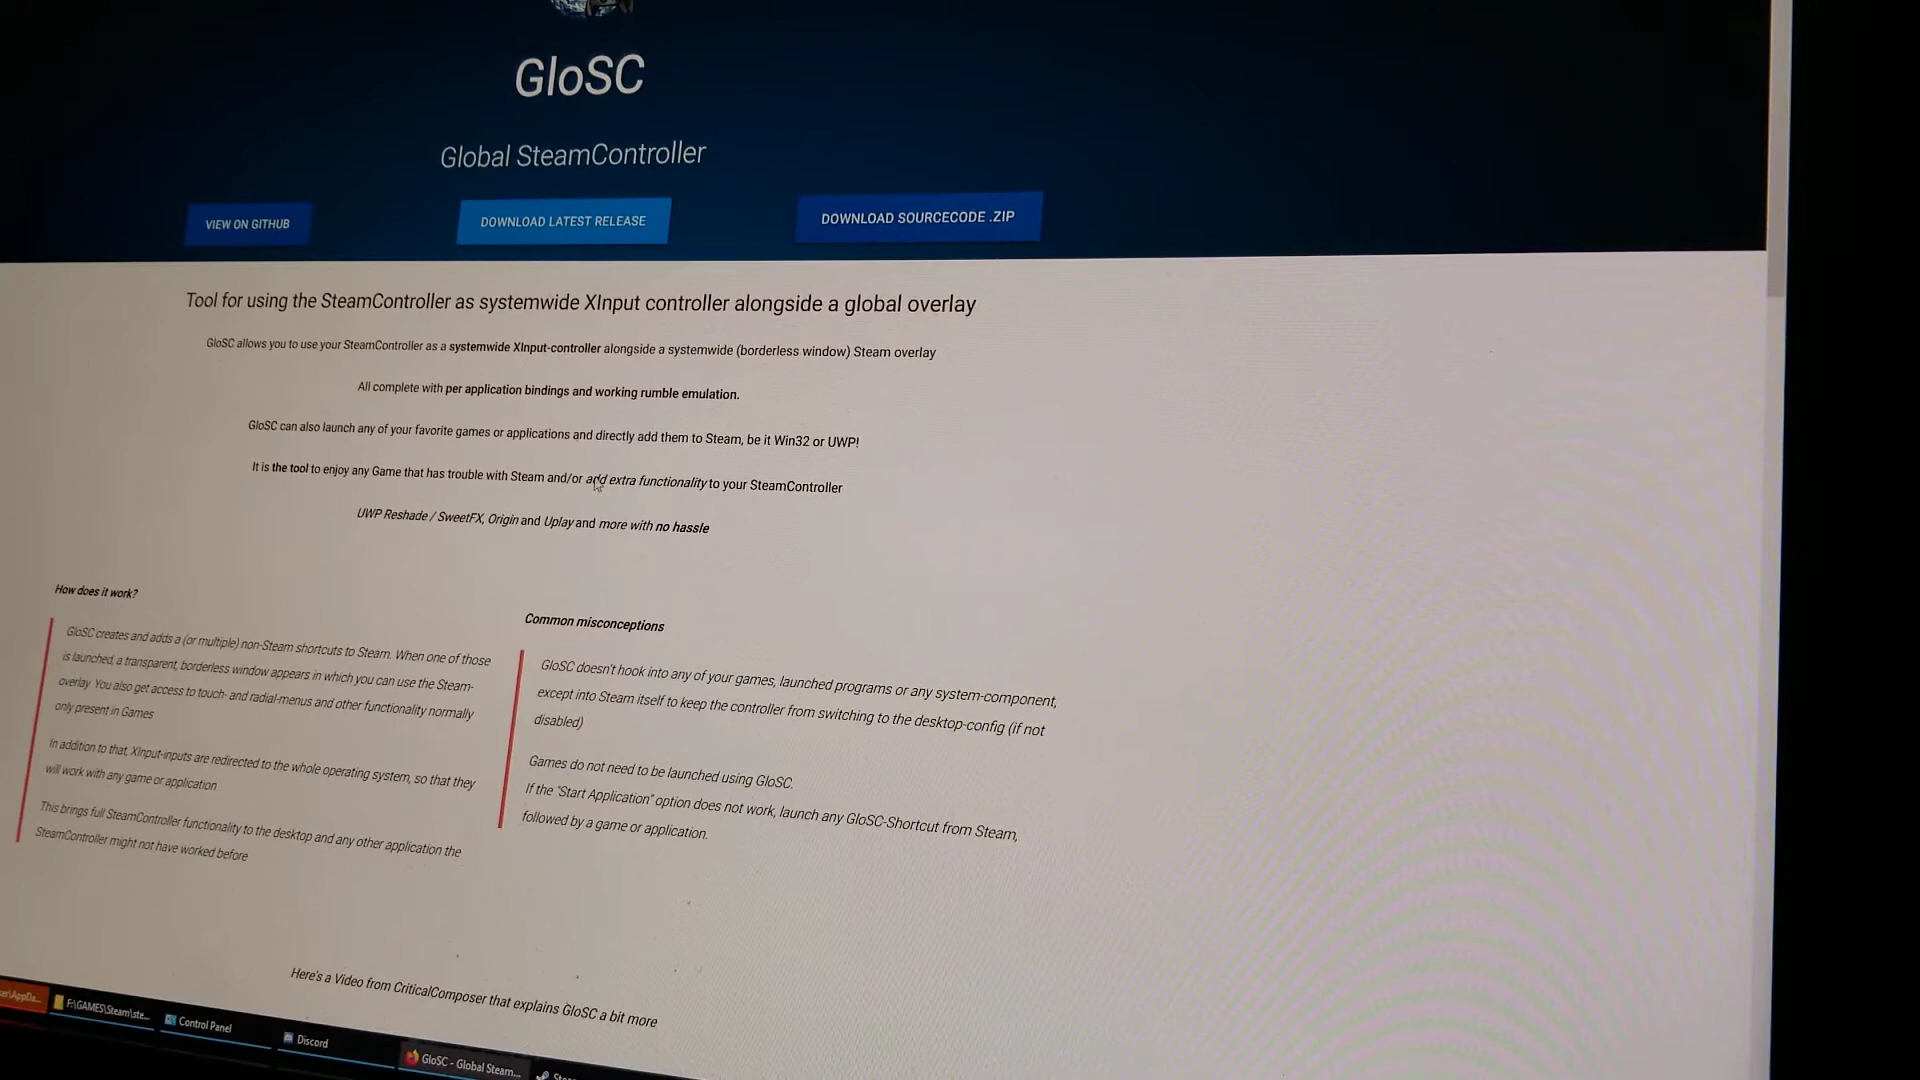 GloSC
Global SteamController
VIEW ON GITHUB
DOWNLOAD LATEST RELEASE
DOWNLOAD SOURCECODE .ZIP
Tool for using the SteamController as systemwide XInput controller alongside a global overlay
GloSC allows you to use your SteamController as a systemwide XInput-controller alongside a systemwide (borderless window) Steam overlay
All complete with per application bindings and working rumble emulation.
GloSC can also launch any of your favorite games or applications and directly add them to Steam, be it Win32 or UWP!
It is the tool to enjoy any Game that has trouble with Steam and/or add extra functionality to your SteamController
UWP Reshade / SweetFX, Origin and Uplay and more with no hassle
How does it work?
GloSC creates and adds a (or multiple) non-Steam shortcuts to Steam. When one of those
is launched, a transparent, borderless window appears in which you can use the Steam-
overlay. You also get access to touch- and radial-menus and other functionality normally
only present in Games
In addition to that, XInput-inputs are redirected to the whole operating system, so that they
will work with any game or application
This brings full SteamController functionality to the desktop and any other application the
SteamController might not have worked before
Common misconceptions
GloSC doesn't hook into any of your games, launched programs or any system-component,
except into Steam itself to keep the controller from switching to the desktop-config (if not
disabled)
Games do not need to be launched using GloSC.
If the "Start Application" option does not work, launch any GloSC-Shortcut from Steam,
followed by a game or application.
Here's a Video from CriticalComposer that explains GloSC a bit more
F:\GAMES\Steam\ste...
Control Panel
Discord
GloSC - Global Steam...